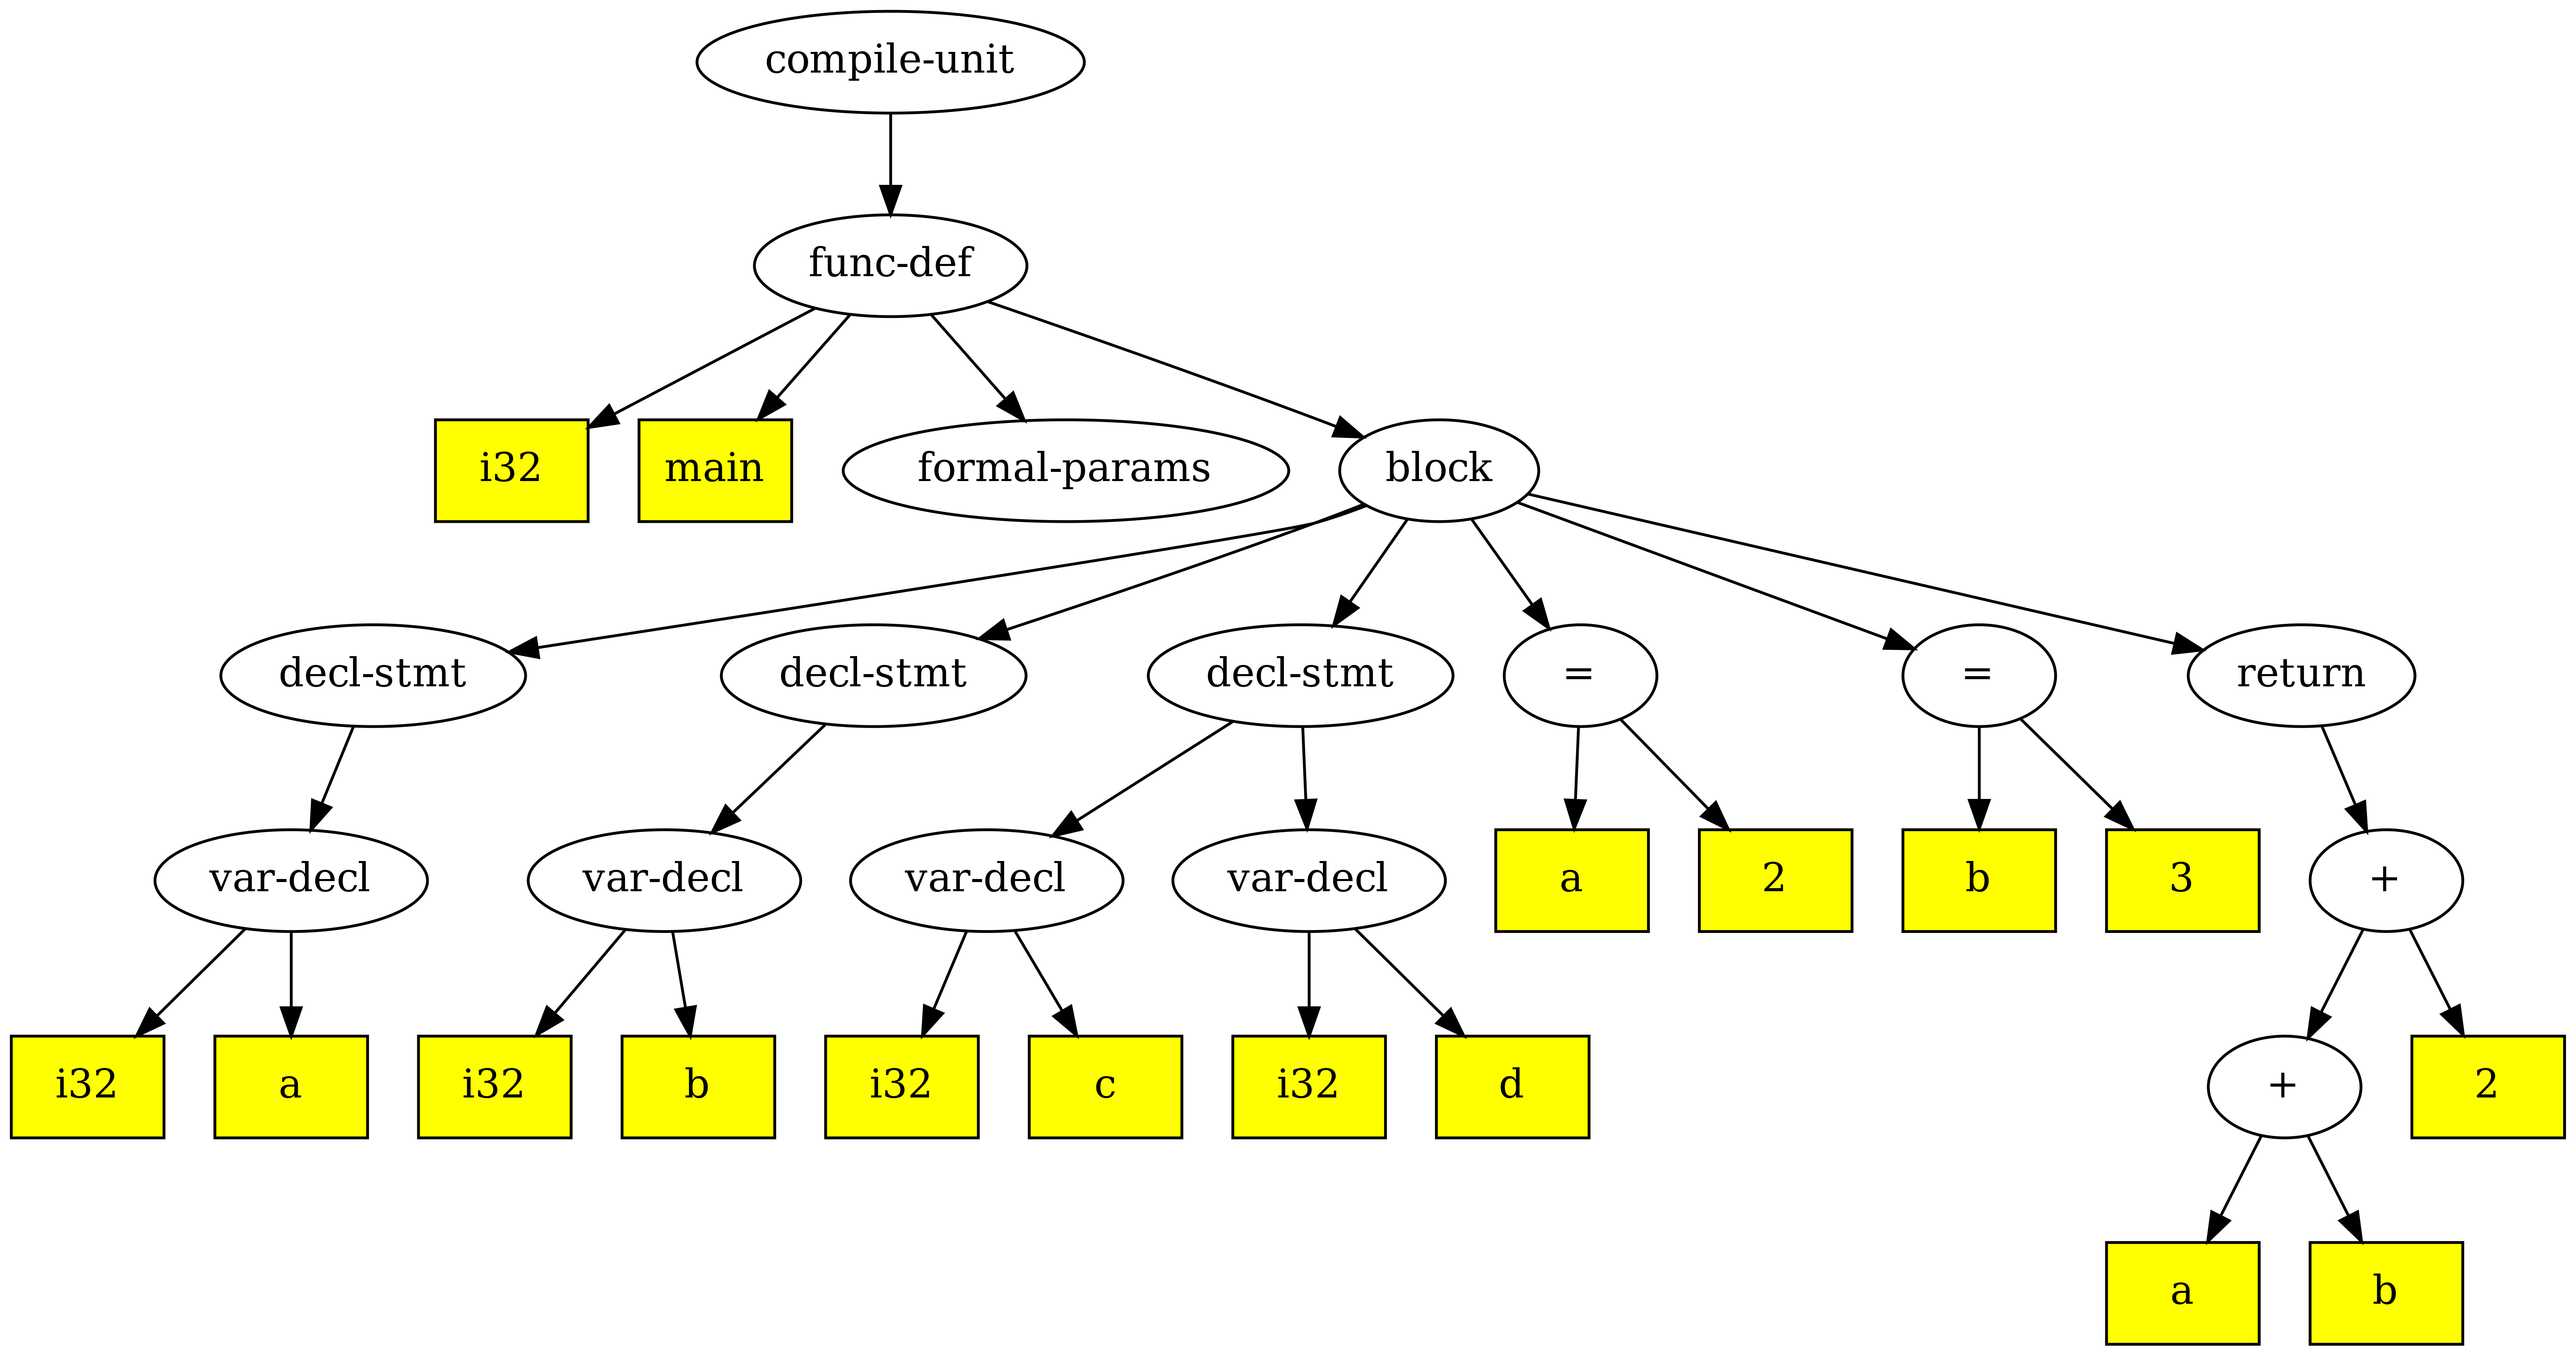 compile-unit
func-def
i32
main
formal-params
block
decl-stmt
decl-stmt
decl-stmt
=
=
return
var-decl
var-decl
var-decl
var-decl
a
2
b
3
+
i32
a
i32
b
i32
c
i32
d
+
2
a
b